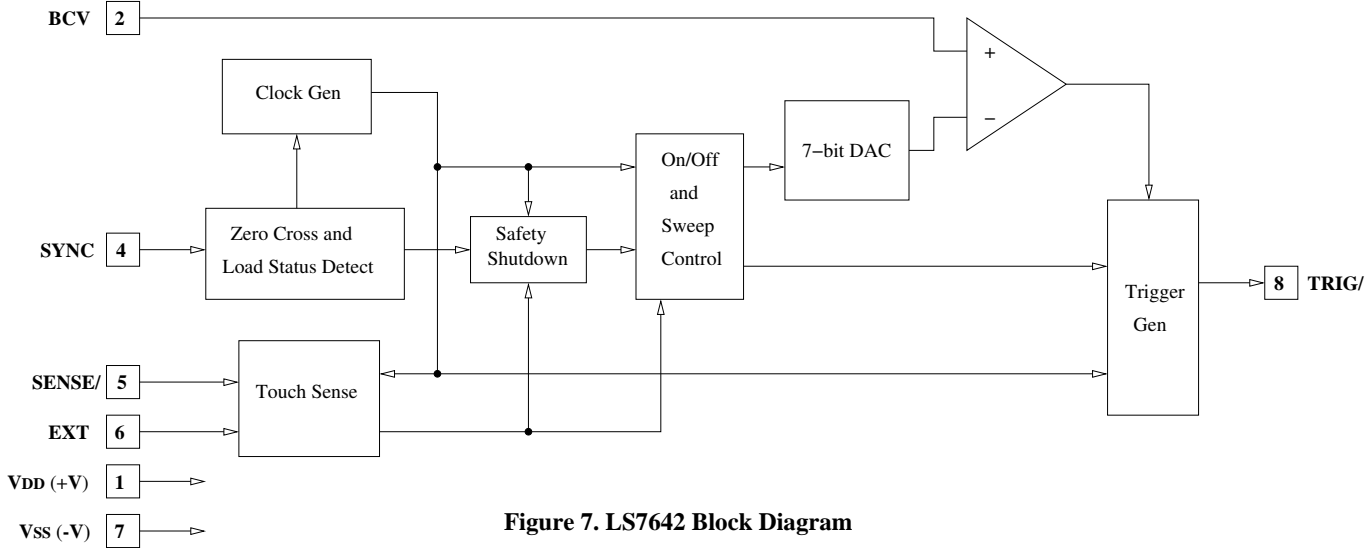 BCV 2
+
Clock Gen
−
7−bit DAC
On/Off
and
Sweep
Control
SYNC 4
Zero Cross and
Load Status Detect
Safety
Shutdown
Trigger
Gen
8 TRIG/
SENSE/ 5
Touch Sense
EXT 6
VDD (+V) 1
VSS (-V) 7
Figure 7. LS7642 Block Diagram